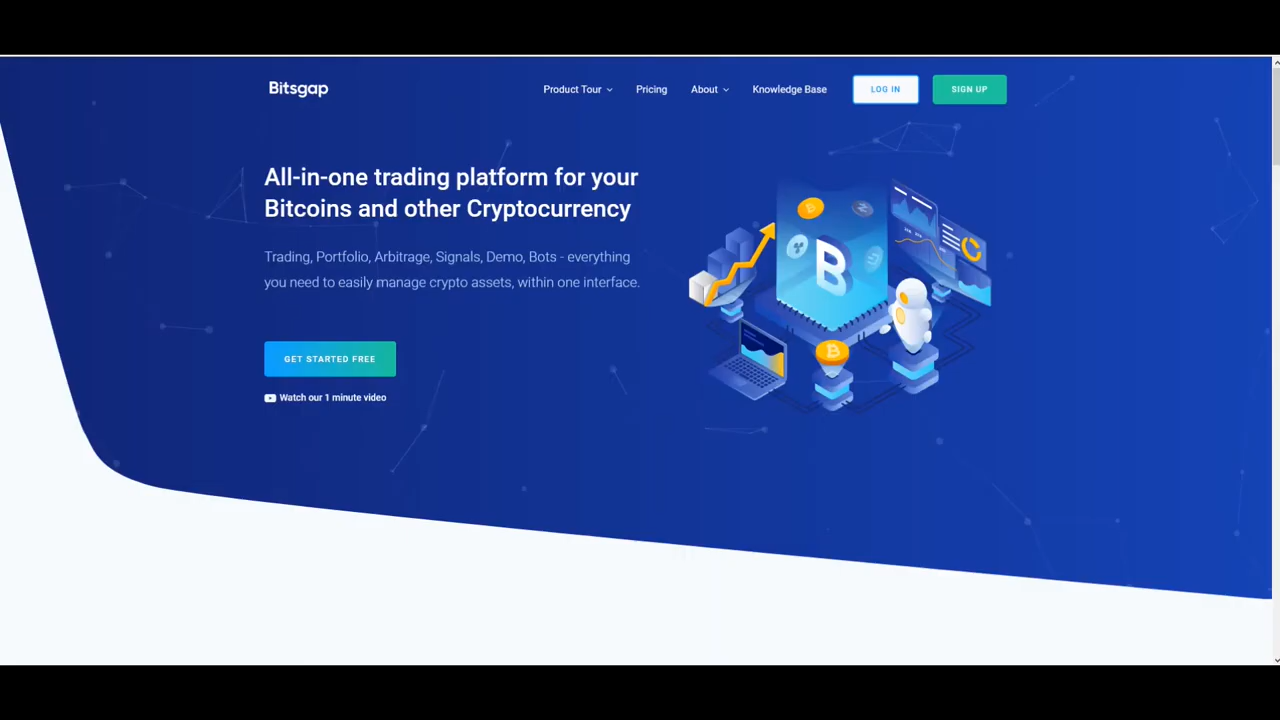 Bitsgap
Product Tour
Pricing
About
Knowledge Base
LOG IN
SIGN UP
All-in-one trading platform for your
Bitcoins and other Cryptocurrency
Trading, Portfolio, Arbitrage, Signals, Demo, Bots - everything
you need to easily manage crypto assets, within one interface.
GET STARTED FREE
Watch our 1 minute video